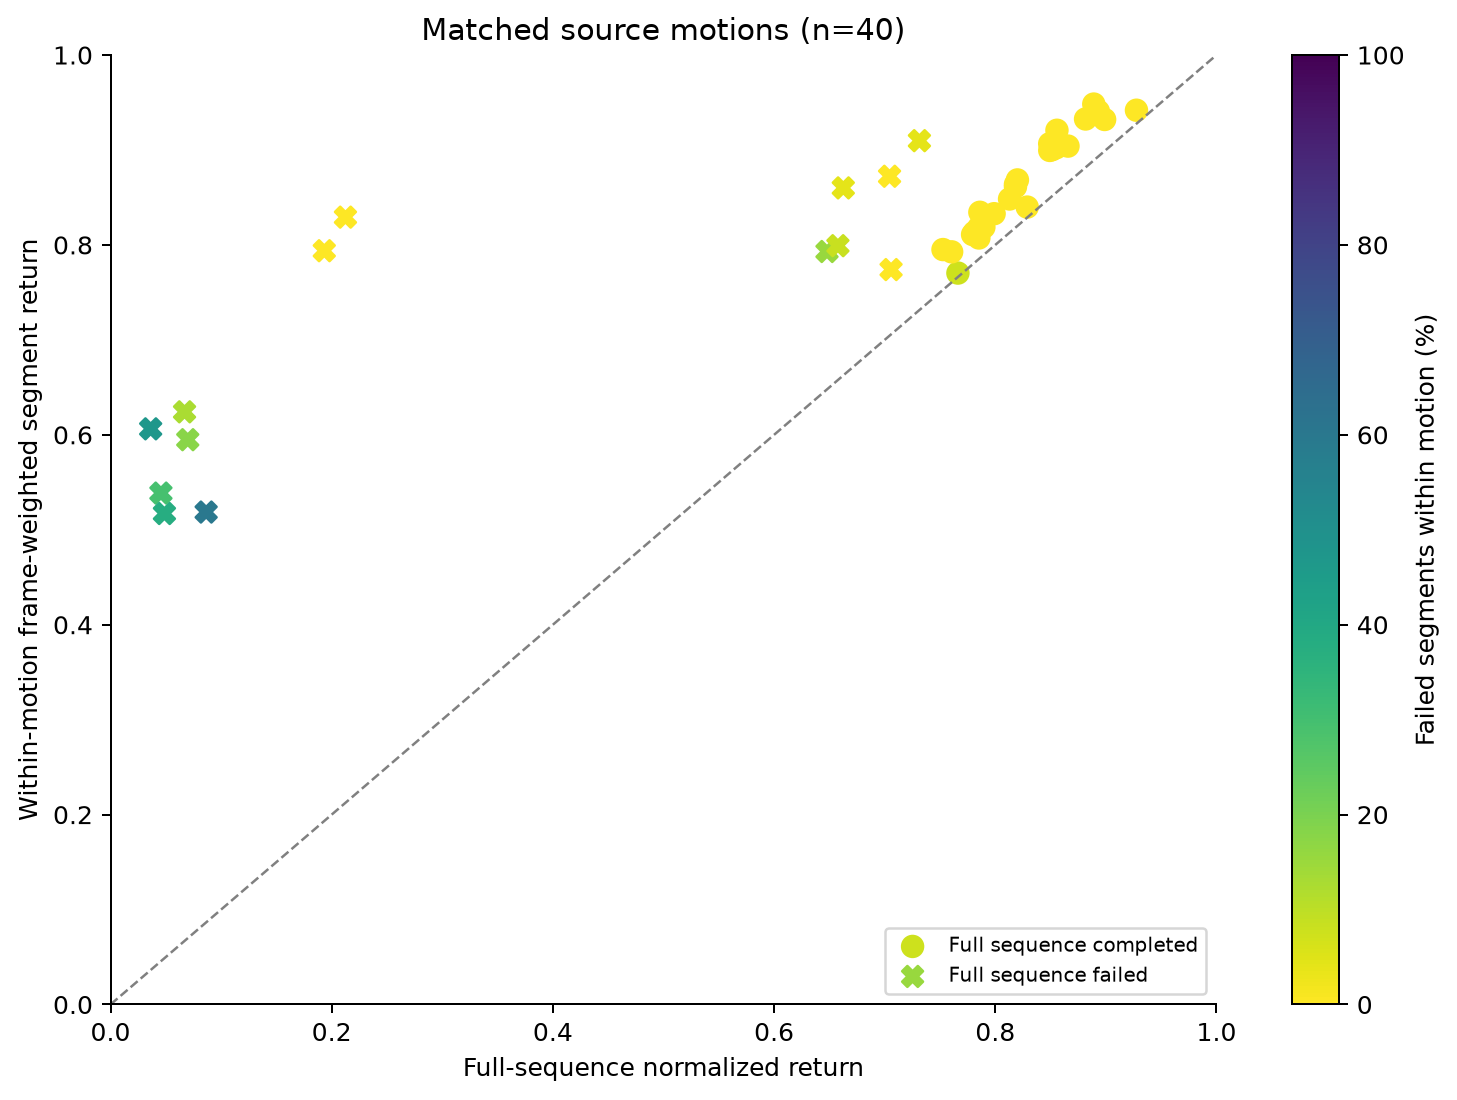 Matched source motions (n=40)
Within-motion frame-weighted segment return
1.0
0.8
0.6
0.4
0.2
0.0
0.0 0.2 0.4 0.6 0.8 1.0
Full-sequence normalized return
Full sequence completed
Full sequence failed
100
80
60
40
20
0
Failed segments within motion (%)